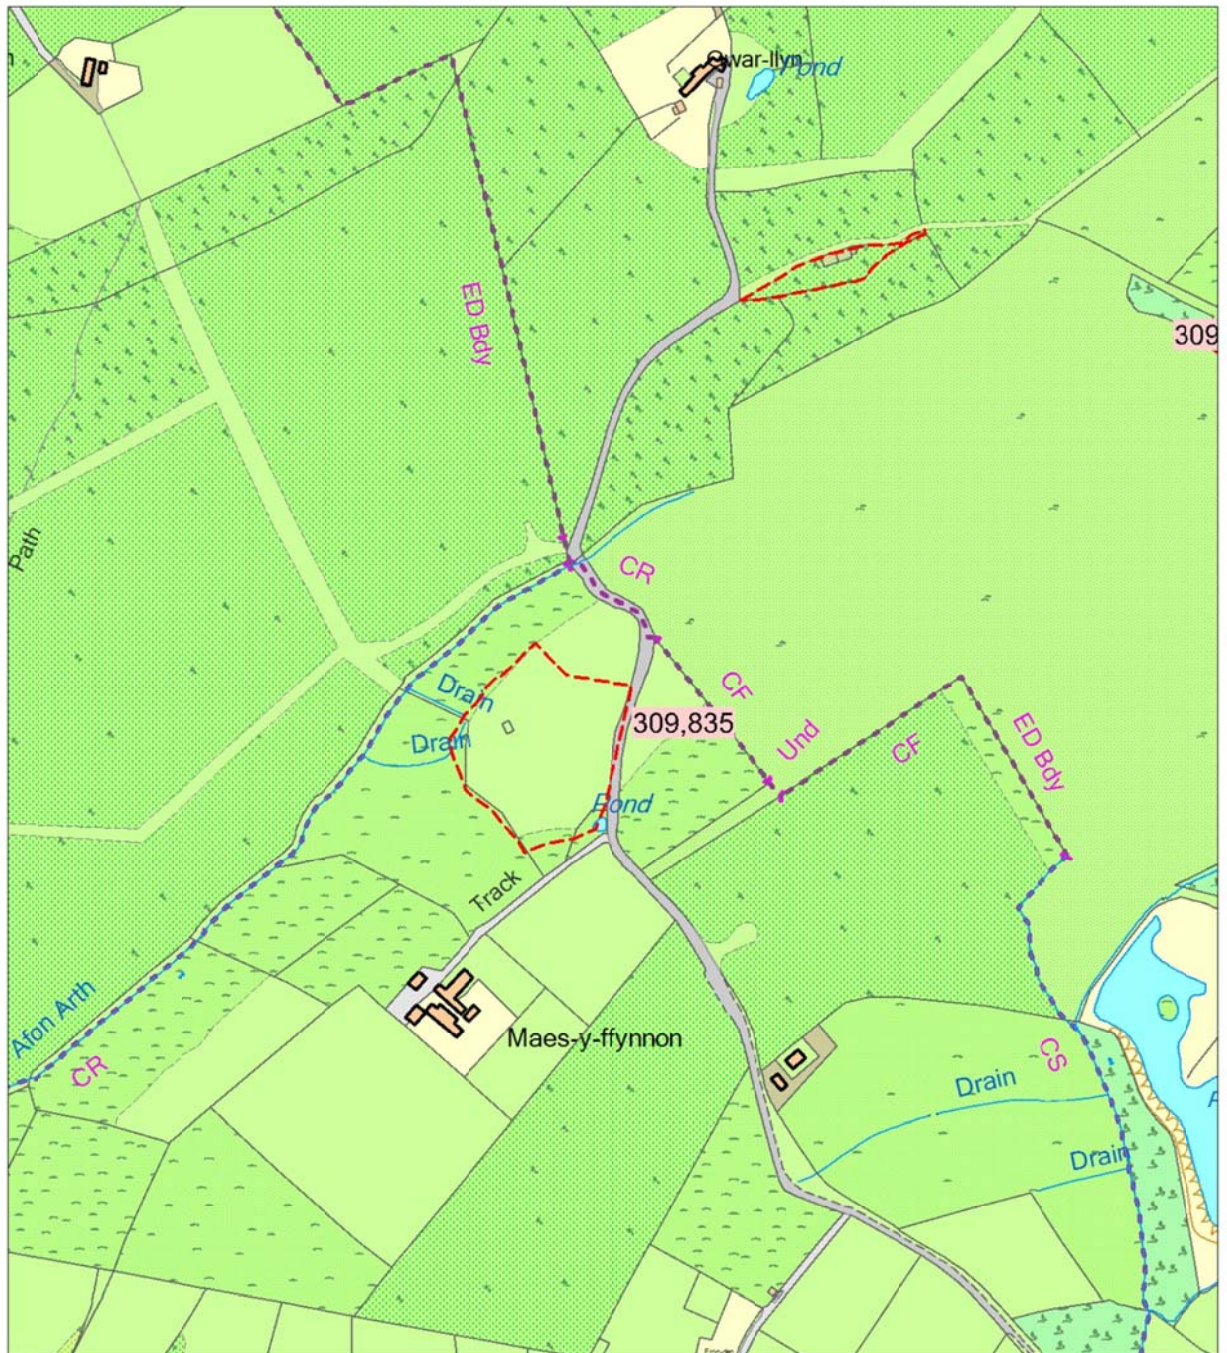 Gwar-llyn
Pond
ED Bdy
309
Path
CR
Drain
CF
309,835
Und
CF
ED Bdy
Drain
Pond
Track
Afon Arth
Maes-y-ffynnon
CR
CS
Drain
Drain